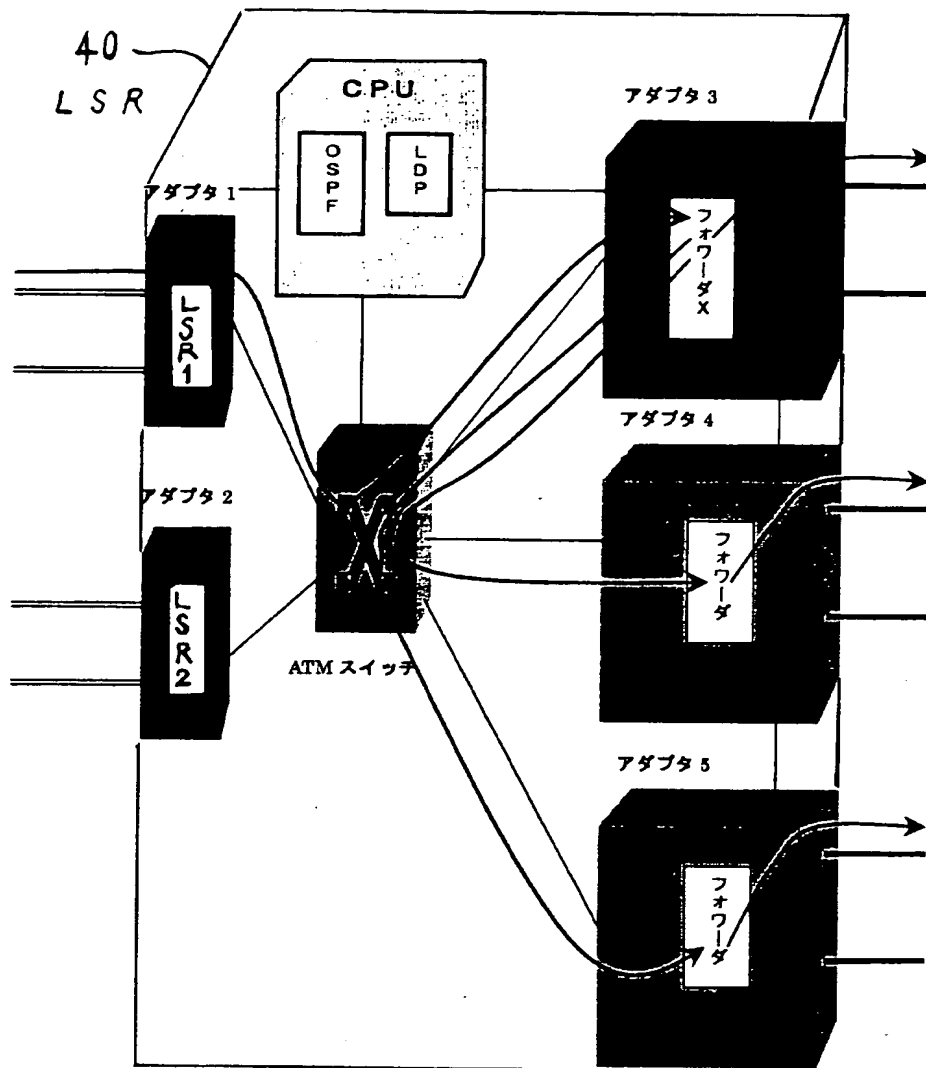 40
LSR
CPU
OSPF
LDP
アダプタ 1
LSR1
アダプタ 2
LSR2
ATM スイッチ
アダプタ 3
フォワーダX
アダプタ 4
フォワーダ
アダプタ 5
フォワーダ